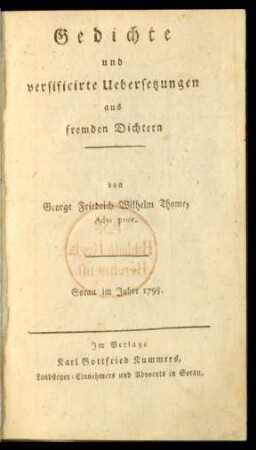 Gedichte
und
versificirte Uebersetzungen
aus
fremden Dichtern
von
George Friedrich Wilhelm Thyme,
Adv. prov.
Sorau im Jahre 1798.
Im Verlage
Karl Gottfried Kummers,
Landsteuer-Einnehmers und Advocats in Sorau.